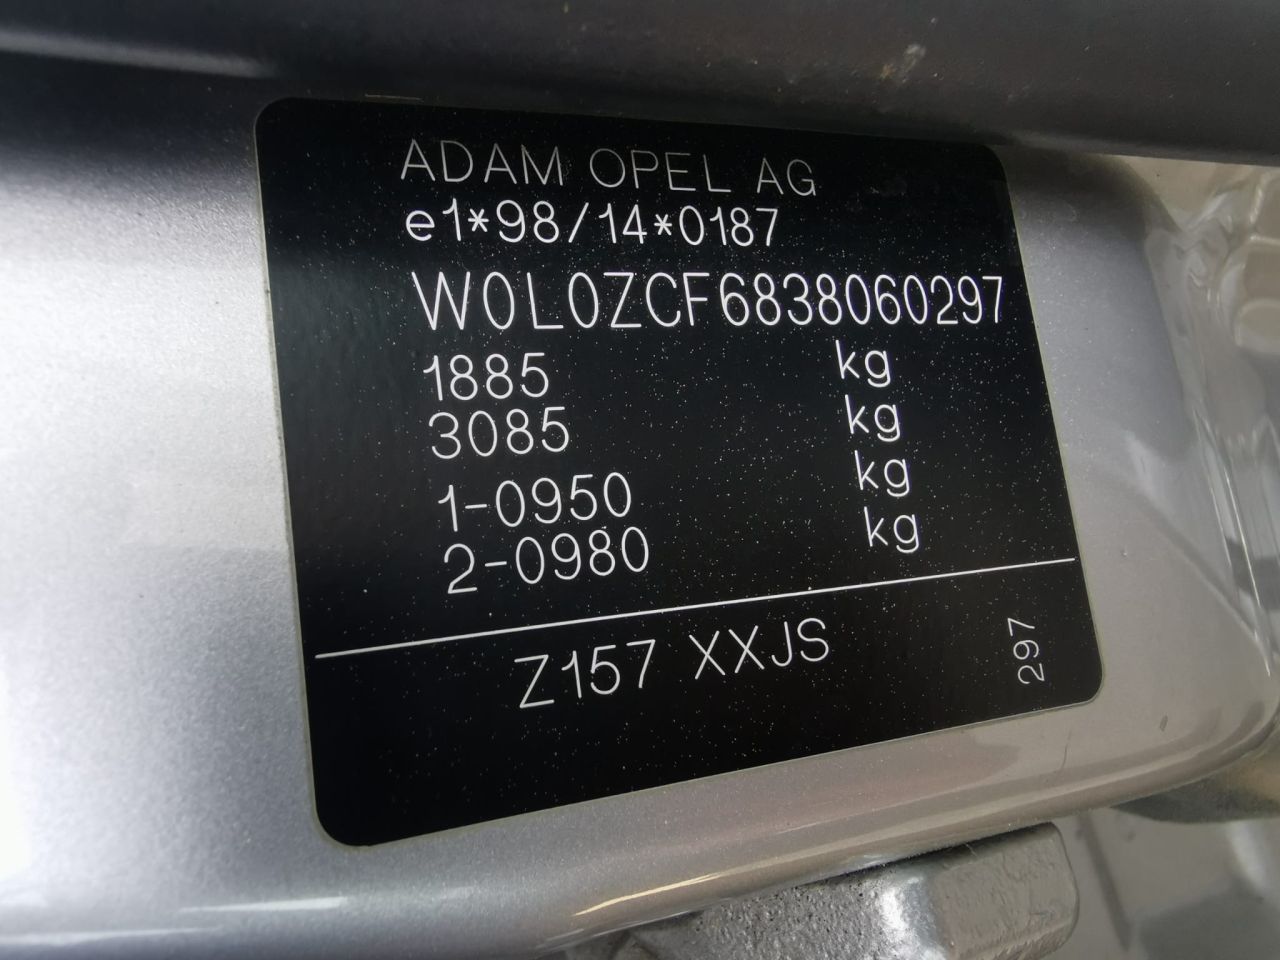 ADAM OPEL AG
e1*98/14*0187
W0L0ZCF6838060297
1885 kg
3085 kg
1-0950 kg
2-0980 kg
Z157 XXJS
297